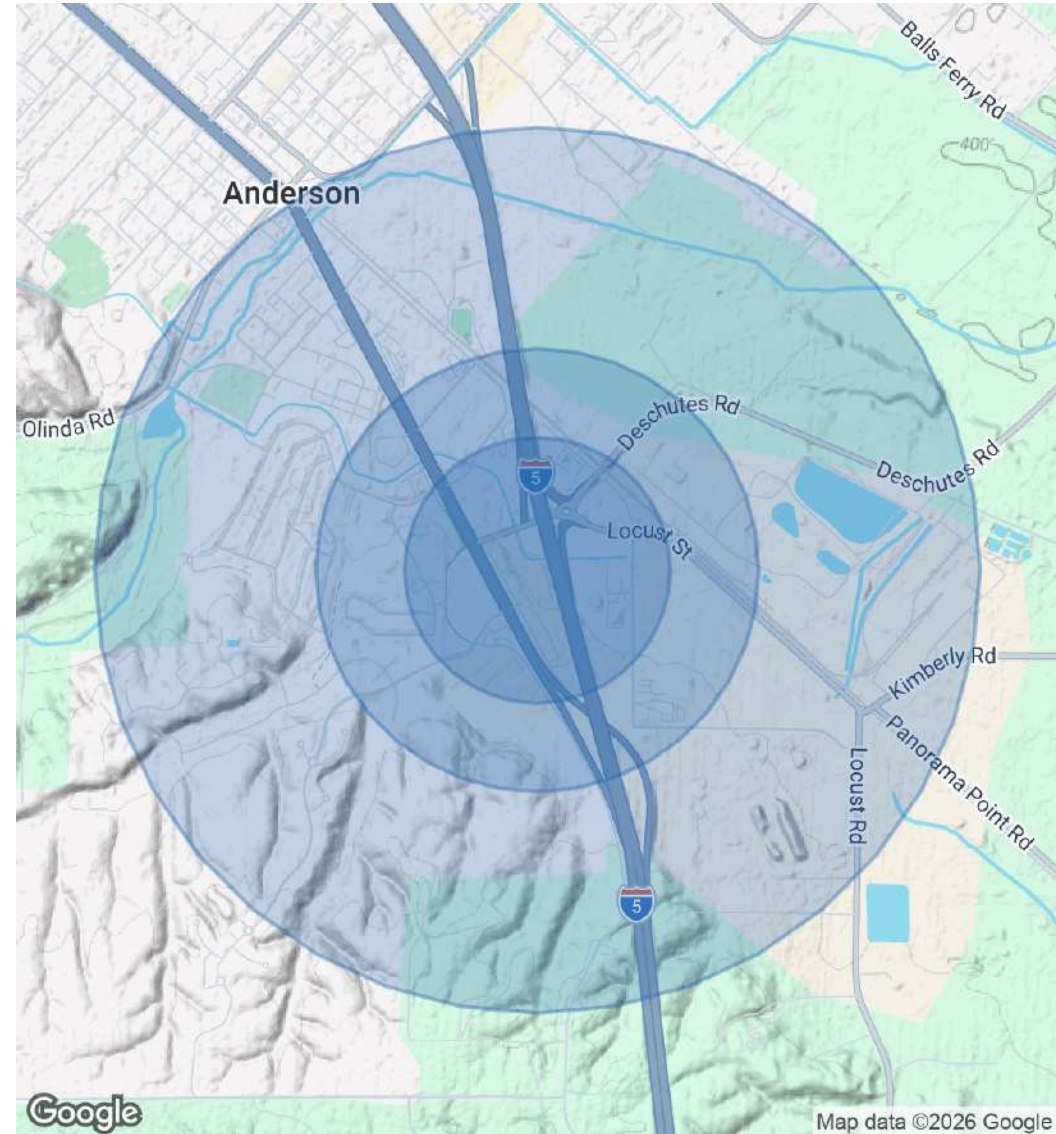 Balls Ferry Rd
400'
Anderson
Deschutes Rd
Olinda Rd
Deschutes Rd
5
Locust St
Kimberly Rd
Panorama Point Rd
Locust Rd
5
Google
Map data ©2026 Google